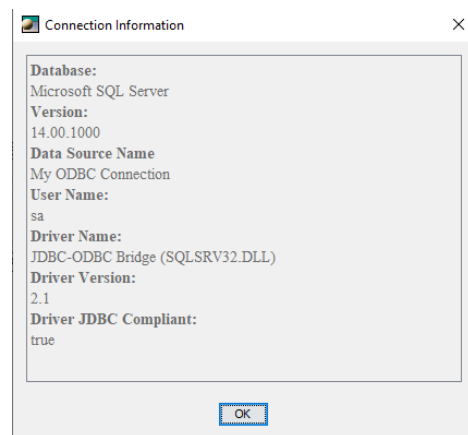 Connection Information
Database:
Microsoft SQL Server
Version:
14.00.1000
Data Source Name
My ODBC Connection
User Name:
sa
Driver Name:
JDBC-ODBC Bridge (SQLSRV32.DLL)
Driver Version:
2.1
Driver JDBC Compliant:
true
OK